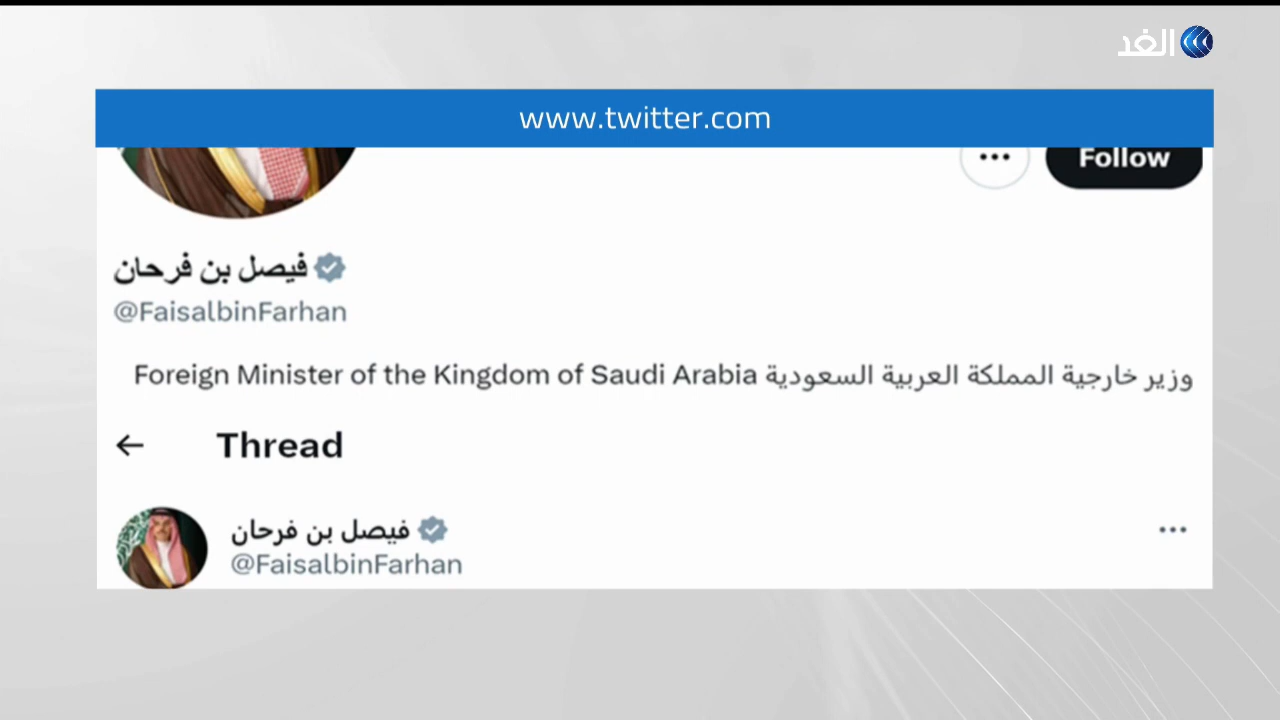 الغد
www.twitter.com
Follow
فيصل بن فرحان
@FaisalbinFarhan
Foreign Minister of the Kingdom of Saudi Arabia وزير خارجية المملكة العربية السعودية
Thread
فيصل بن فرحان
@FaisalbinFarhan